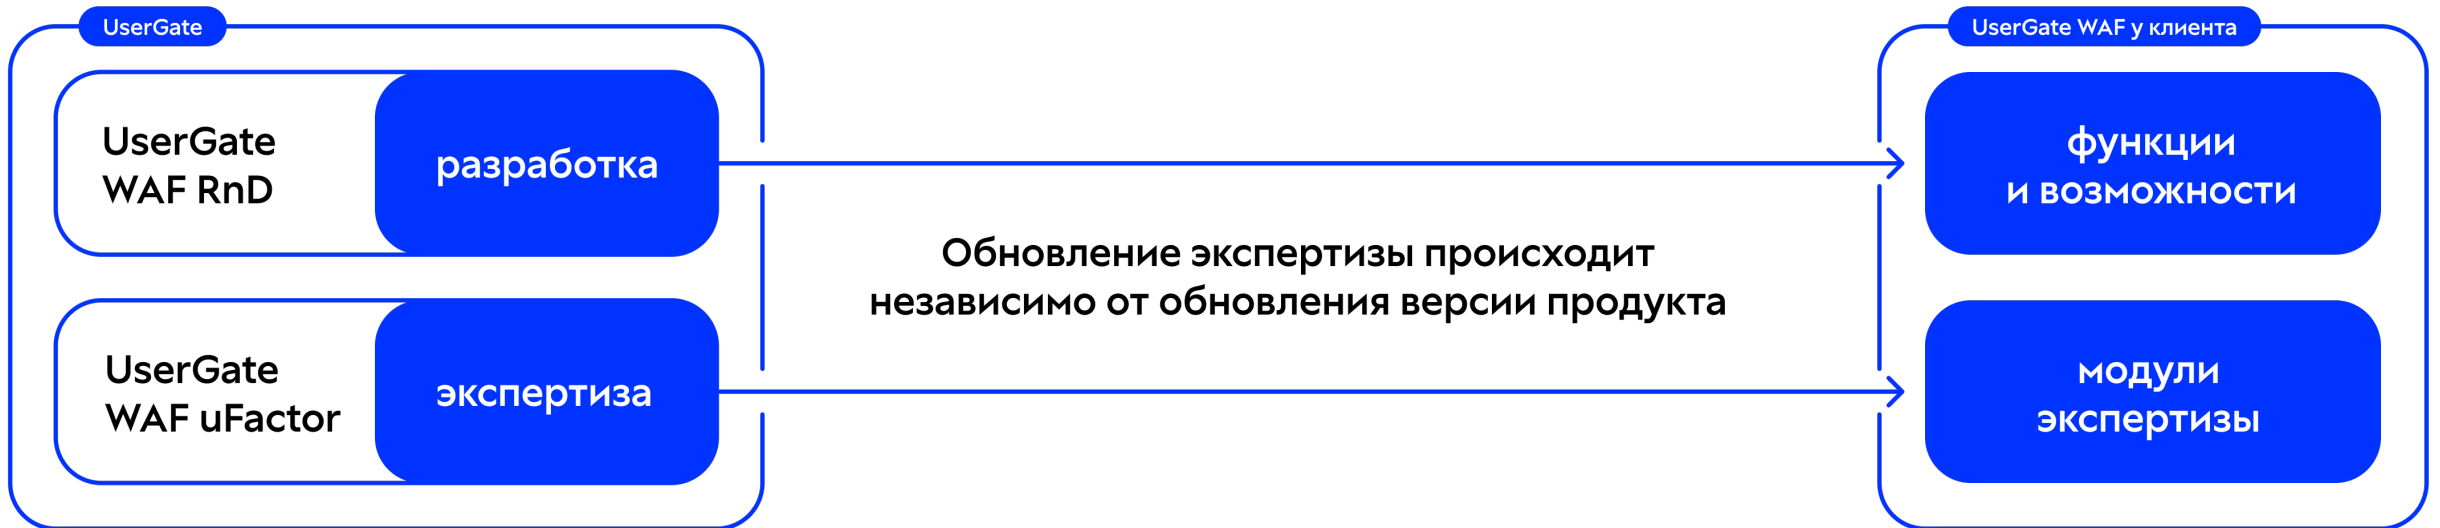 UserGate
UserGate
WAF RnD
разработка
UserGate
WAF uFactor
экспертиза
Обновление экспертизы происходит
независимо от обновления версии продукта
UserGate WAF у клиента
функции
и возможности
модули
экспертизы